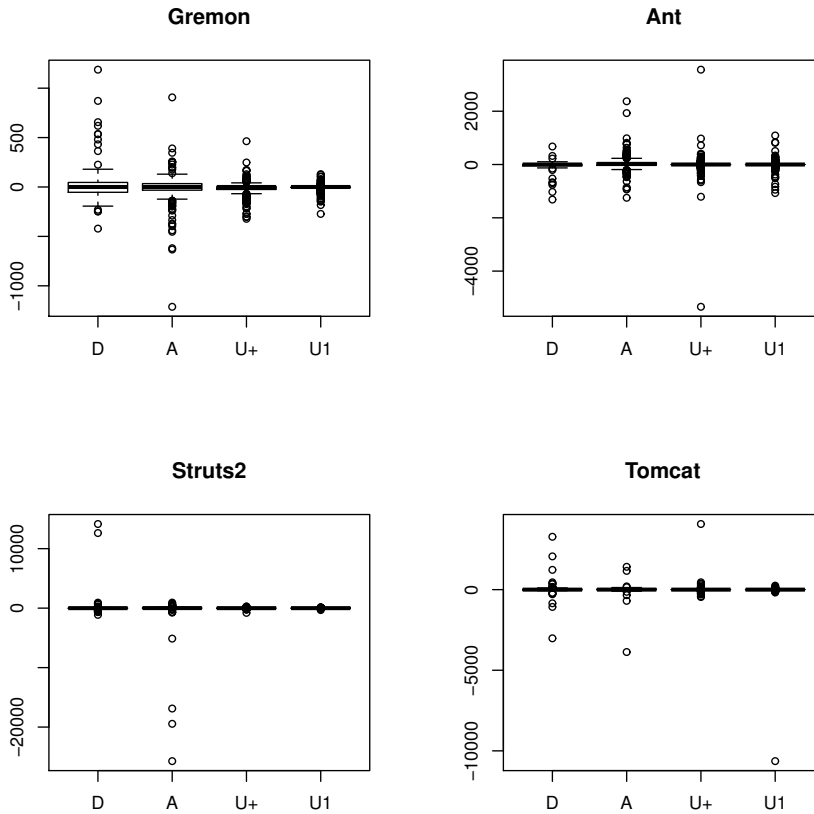 Gremon
500
0
−1000
D
A
U+
U1
Ant
2000
0
−4000
D
A
U+
U1
Struts2
10000
0
−20000
D
A
U+
U1
Tomcat
0
−5000
−10000
D
A
U+
U1